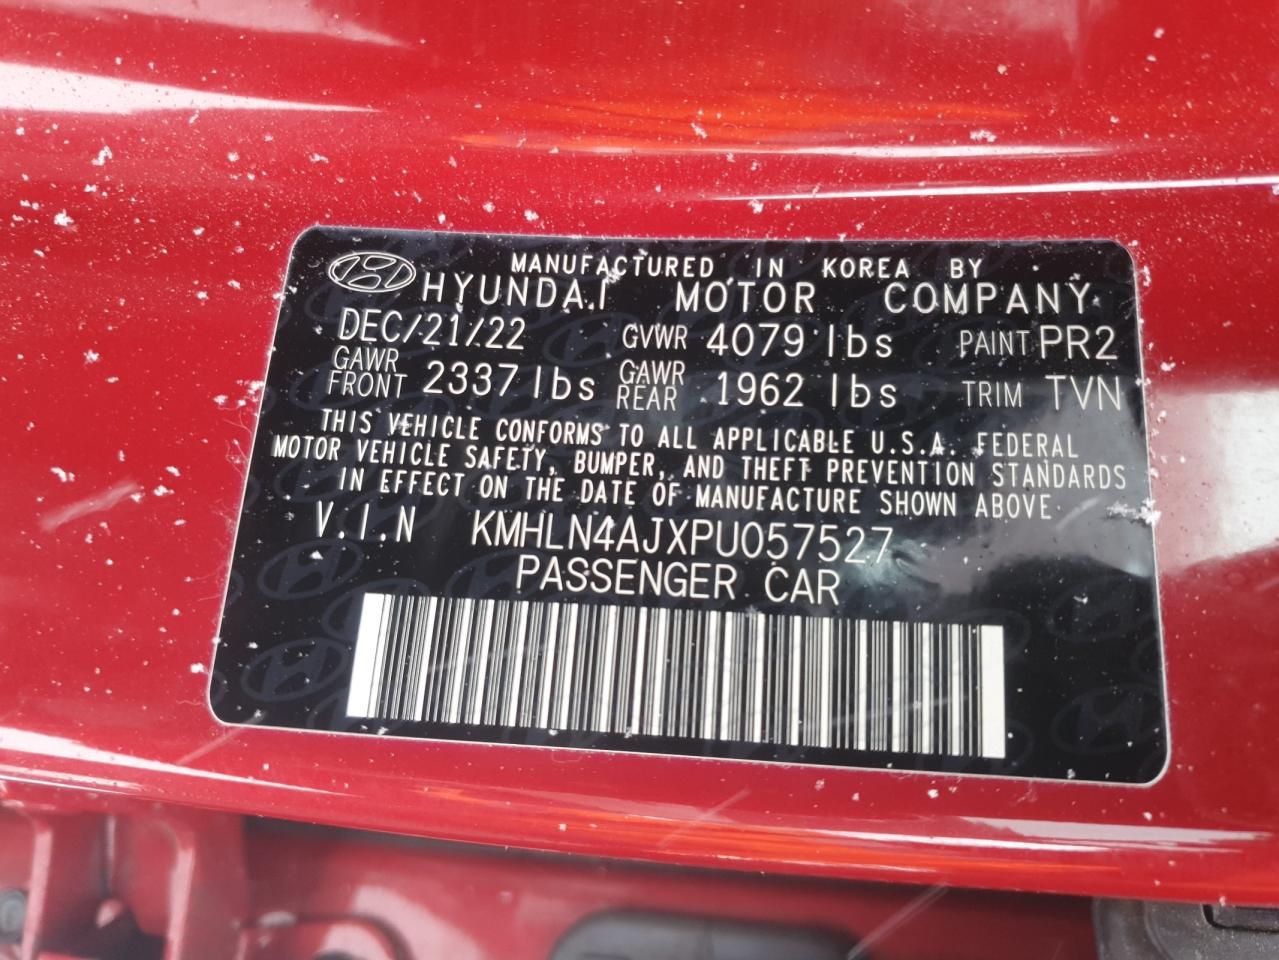 MANUFACTURED IN KOREA BY
HYUNDAI MOTOR COMPANY
DEC/21/22 GVWR 4079 lbs PAINT PR2
GAWR FRONT 2337 lbs GAWR REAR 1962 lbs TRIM TVN
THIS VEHICLE CONFORMS TO ALL APPLICABLE U.S.A. FEDERAL
MOTOR VEHICLE SAFETY, BUMPER, AND THEFT PREVENTION STANDARDS
IN EFFECT ON THE DATE OF MANUFACTURE SHOWN ABOVE
V.I.N KMHLN4AJXPU057527
PASSENGER CAR